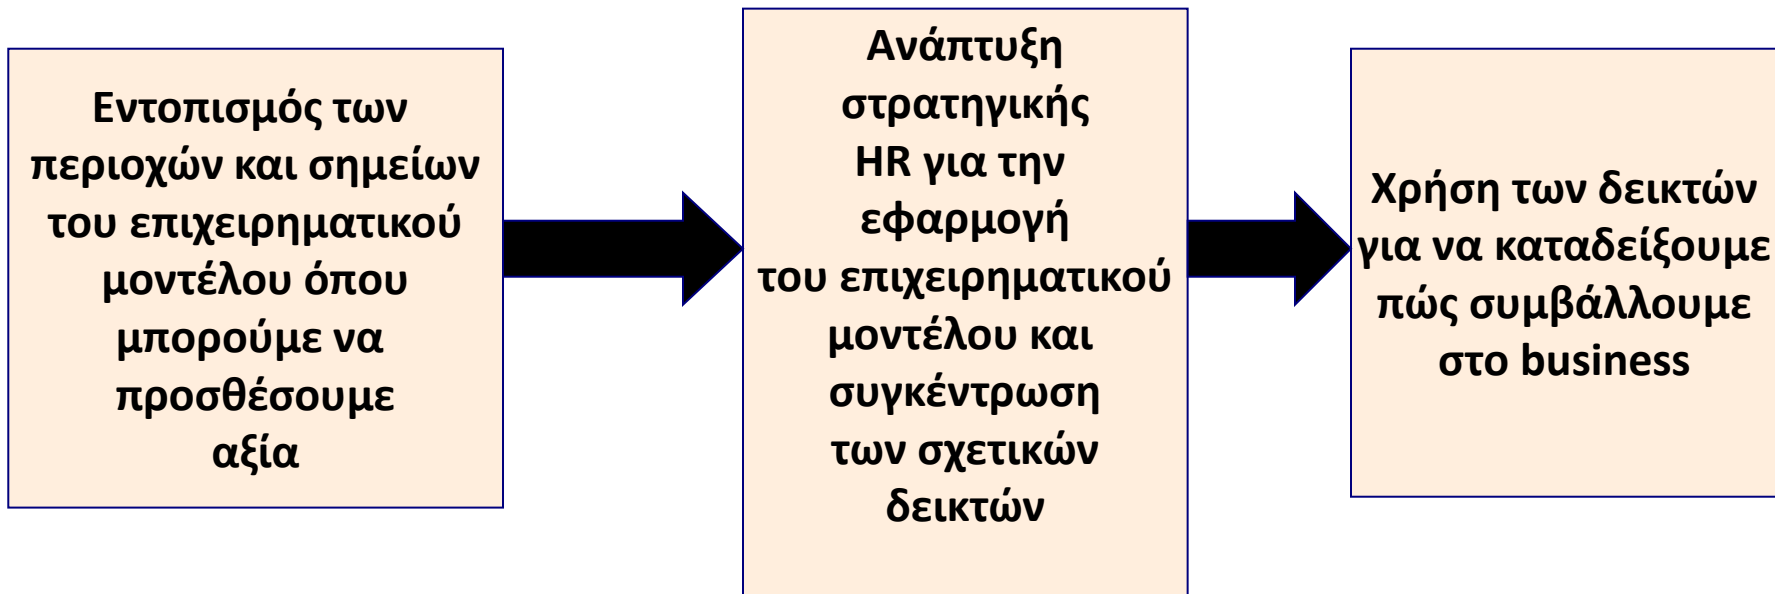 Εντοπισμός των
περιοχών και σημείων
του επιχειρηματικού
μοντέλου όπου
μπορούμε να
προσθέσουμε
αξία
Ανάπτυξη
στρατηγικής
HR για την
εφαρμογή
του επιχειρηματικού
μοντέλου και
συγκέντρωση
των σχετικών
δεικτών
Χρήση των δεικτών
για να καταδείξουμε
πώς συμβάλλουμε
στο business